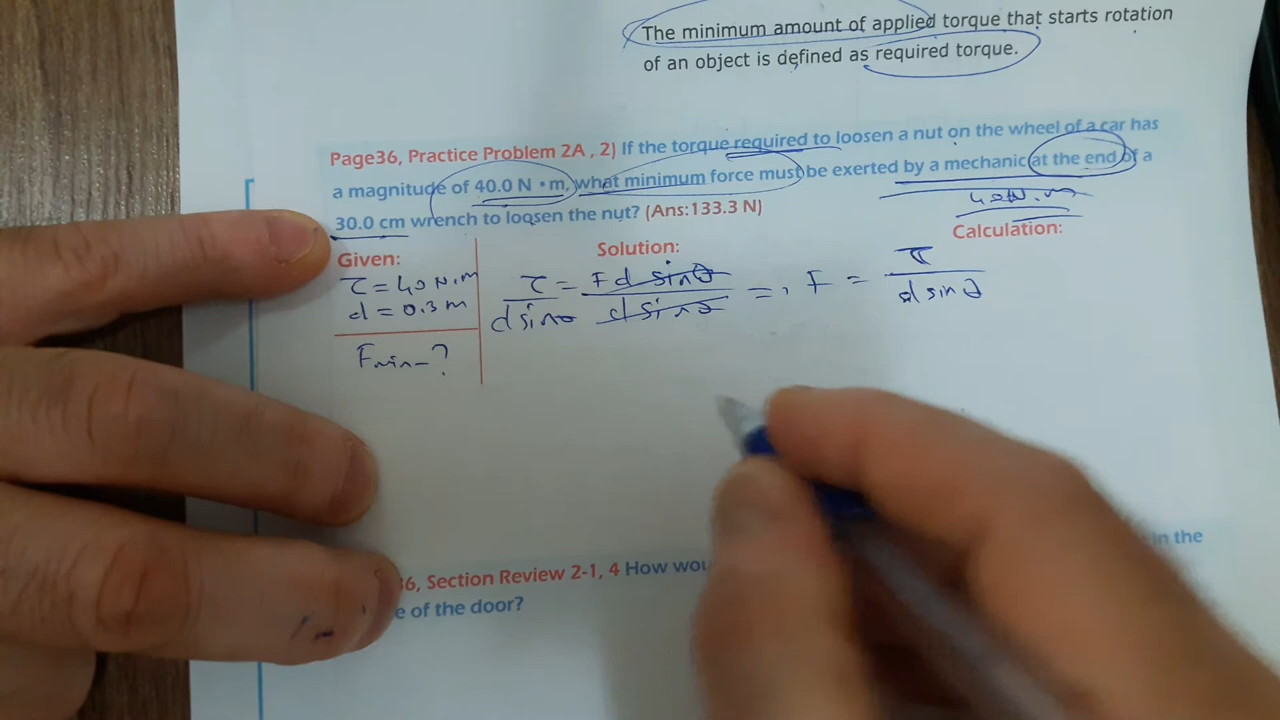 The minimum amount of applied torque that starts rotation
of an object is defined as required torque.
Page36, Practice Problem 2A , 2) If the torque required to loosen a nut on the wheel of a car has
a magnitude of 40.0 N • m, what minimum force must be exerted by a mechanic at the end of a
30.0 cm wrench to loosen the nut? (Ans:133.3 N)
40N.m
Given:
τ = 40 N.m
d = 0.3 m
Fmin-?
Solution:
τ = F d sinθ
d sinθ d sinθ
=, F =
Calculation:
τ
d sinθ
6, Section Review 2-1, 4 How wou
in the
e of the door?